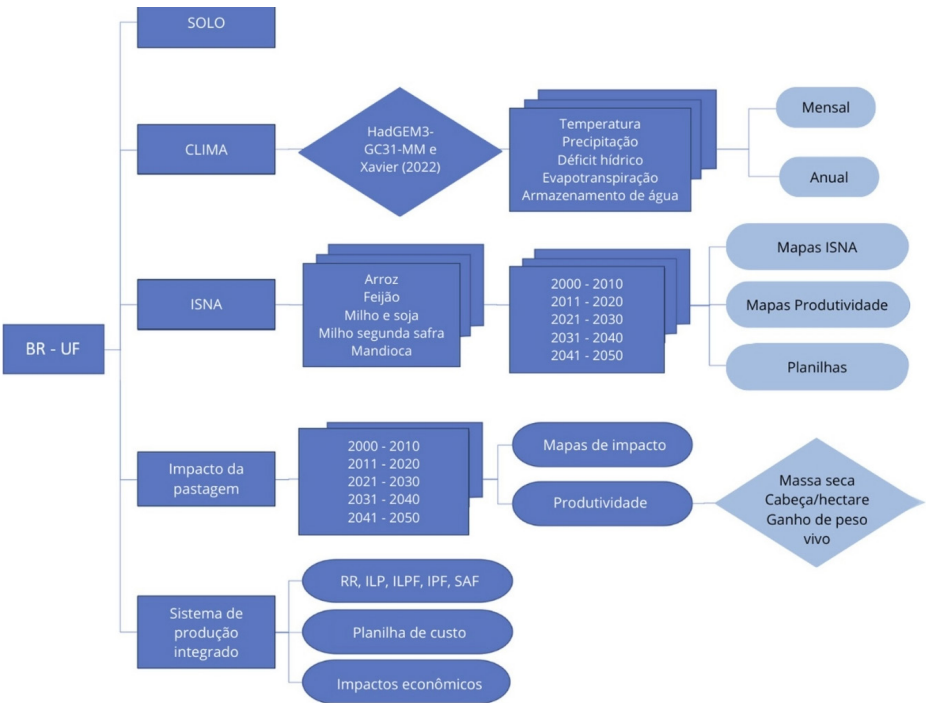 BR - UF
SOLO
CLIMA
HadGEM3-
GC31-MM e
Xavier (2022)
Temperatura
Precipitação
Déficit hídrico
Evapotranspiração
Armazenamento de água
Mensal
Anual
ISNA
Arroz
Feijão
Milho e soja
Milho segunda safra
Mandioca
2000 - 2010
2011 - 2020
2021 - 2030
2031 - 2040
2041 - 2050
Mapas ISNA
Mapas Produtividade
Planilhas
Impacto da
pastagem
2000 - 2010
2011 - 2020
2021 - 2030
2031 - 2040
2041 - 2050
Mapas de impacto
Produtividade
Massa seca
Cabeça/hectare
Ganho de peso
vivo
Sistema de
produção
integrado
RR, ILP, ILPF, IPF, SAF
Planilha de custo
Impactos econômicos